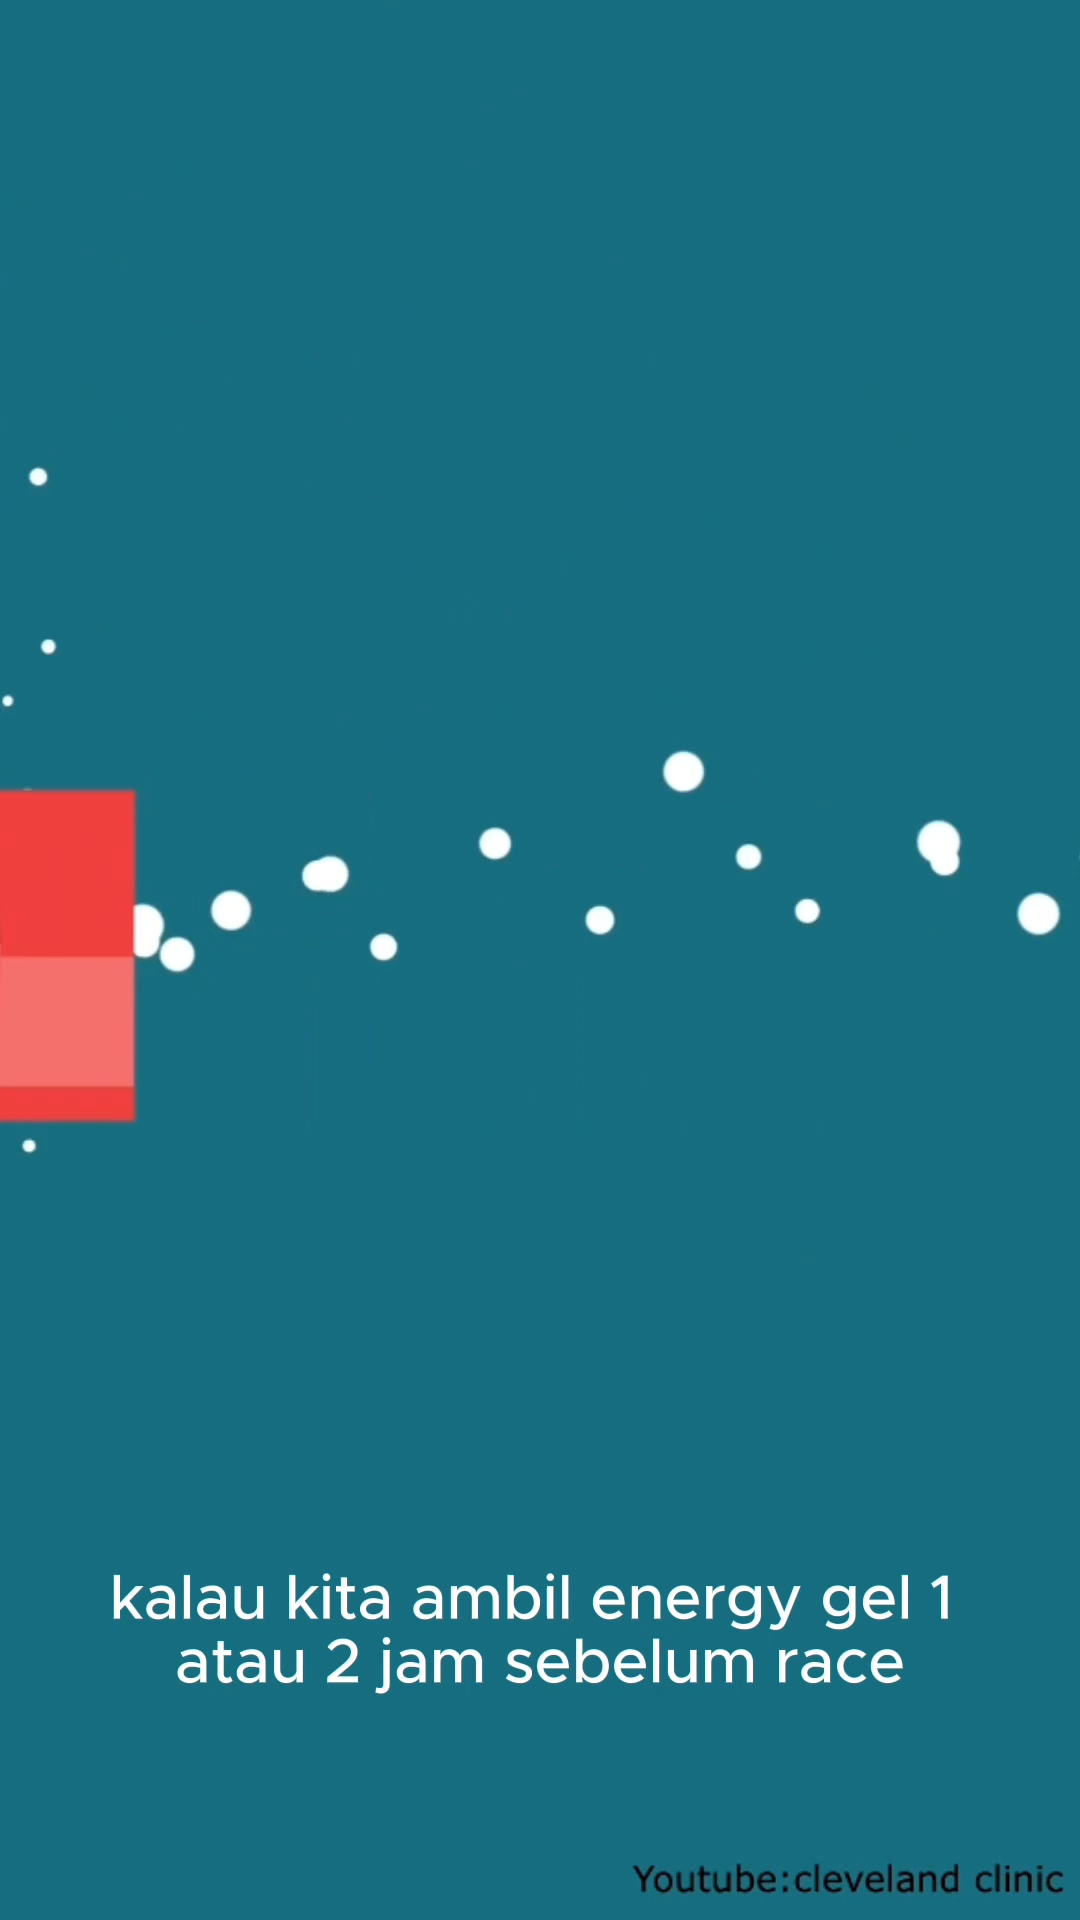 kalau kita ambil energy gel 1
atau 2 jam sebelum race
Youtube:cleveland clinic